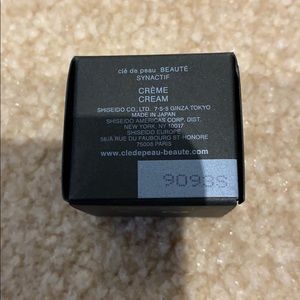 clé de peau BEAUTÉ
SYNACTIF
CRÈME
CREAM
SHISEIDO CO., LTD. 7-5-5 GINZA TOKYO
MADE IN JAPAN
SHISEIDO AMERICAS CORP. DIST.
NEW YORK, NY 10017
SHISEIDO EUROPE
56/A RUE DU FAUBOURG ST-HONORE
75008 PARIS
www.cledepeau-beaute.com
9098S